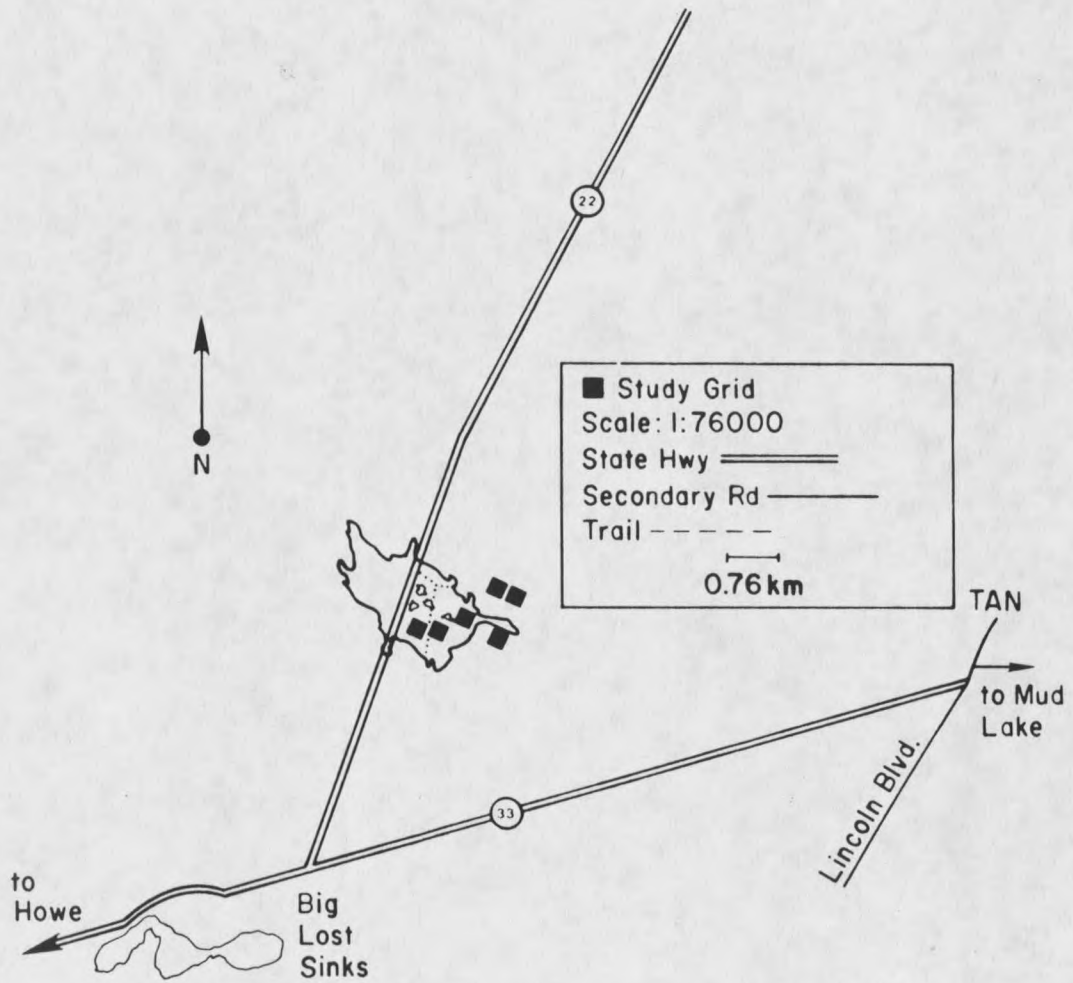 22
N
■ Study Grid
Scale: 1:76000
State Hwy
Secondary Rd
Trail
0.76 km
TAN
to Mud
Lake
Lincoln Blvd.
33
to
Howe
Big
Lost
Sinks